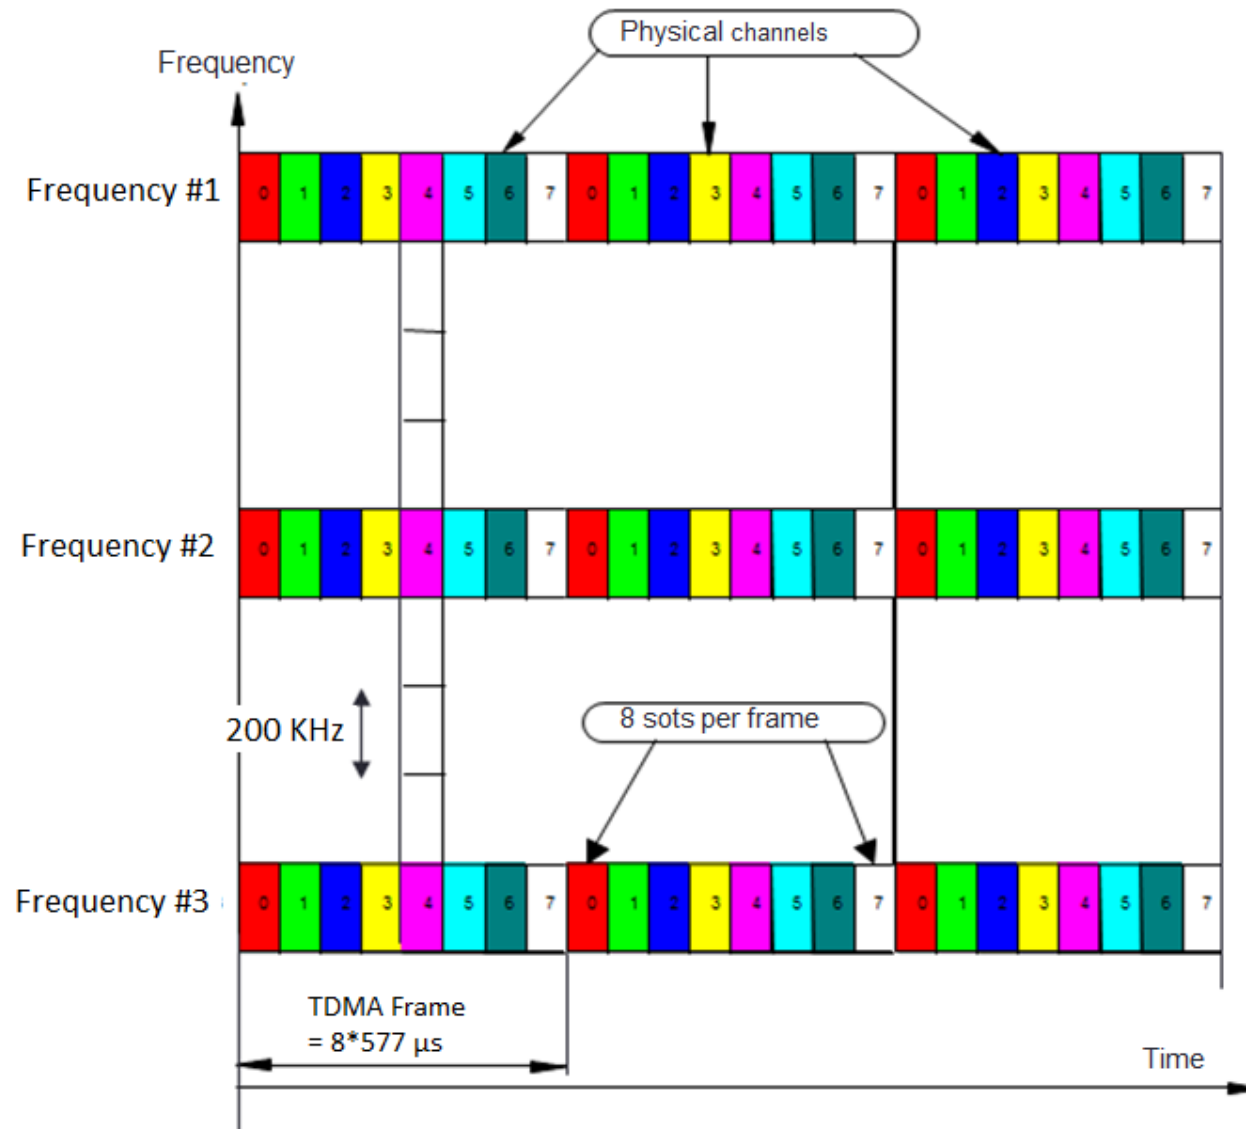 Physical channels
Frequency
Frequency #1
0 1 2 3 4 5 6 7 0 1 2 3 4 5 6 7 0 1 2 3 4 5 6 7
Frequency #2
0 1 2 3 4 5 6 7 0 1 2 3 4 5 6 7 0 1 2 3 4 5 6 7
200 KHz
8 sots per frame
Frequency #3
0 1 2 3 4 5 6 7 0 1 2 3 4 5 6 7 0 1 2 3 4 5 6 7
TDMA Frame
= 8*577 µs
Time